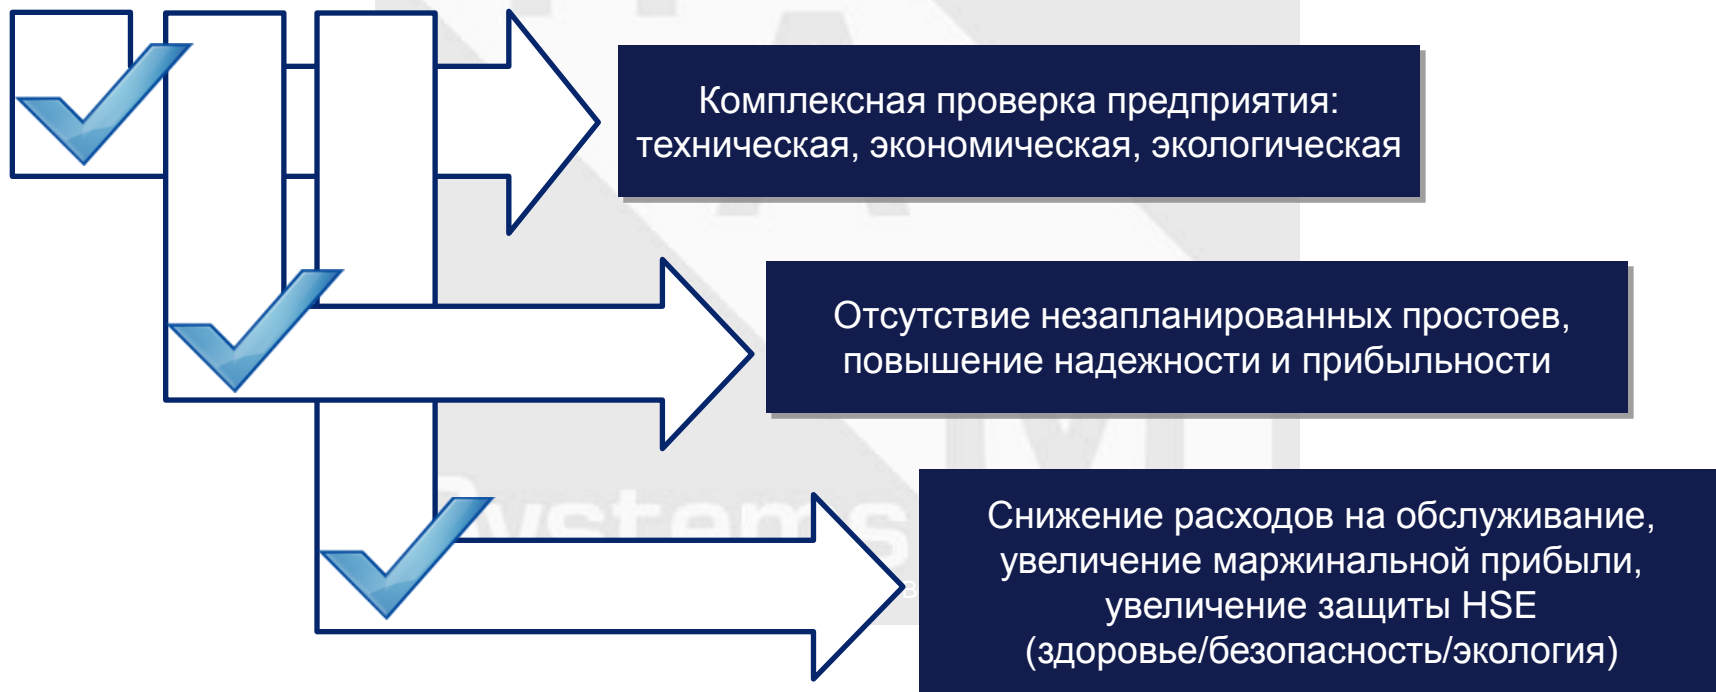 Комплексная проверка предприятия:
техническая, экономическая, экологическая
Отсутствие незапланированных простоев,
повышение надежности и прибыльности
Systems
Снижение расходов на обслуживание,
увеличение маржинальной прибыли,
увеличение защиты HSE
(здоровье/безопасность/экология)